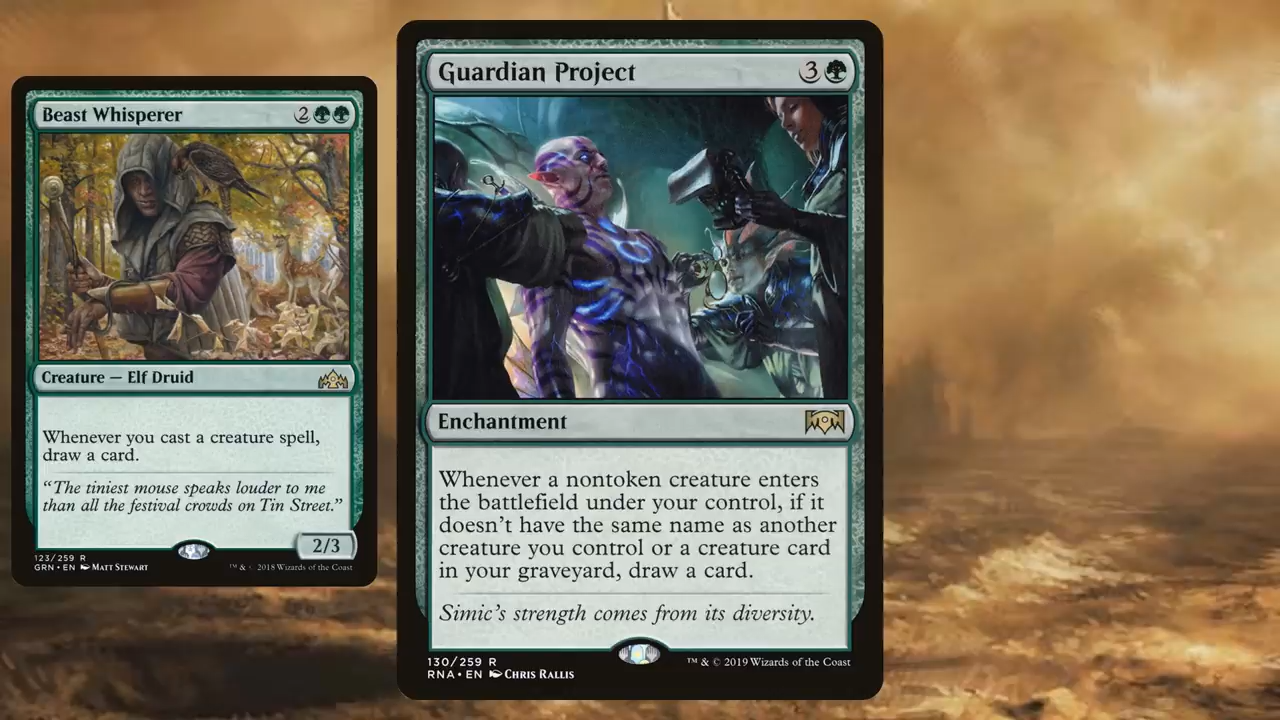 Beast Whisperer
2
Creature — Elf Druid
Whenever you cast a creature spell,
draw a card.
“The tiniest mouse speaks louder to me
than all the festival crowds on Tin Street.”
2/3
123/259 R
GRN • EN Matt Stewart
™ & © 2018 Wizards of the Coast
Guardian Project
3
Enchantment
Whenever a nontoken creature enters
the battlefield under your control, if it
doesn’t have the same name as another
creature you control or a creature card
in your graveyard, draw a card.
Simic’s strength comes from its diversity.
130/259 R
RNA • EN Chris Rallis
™ & © 2019 Wizards of the Coast